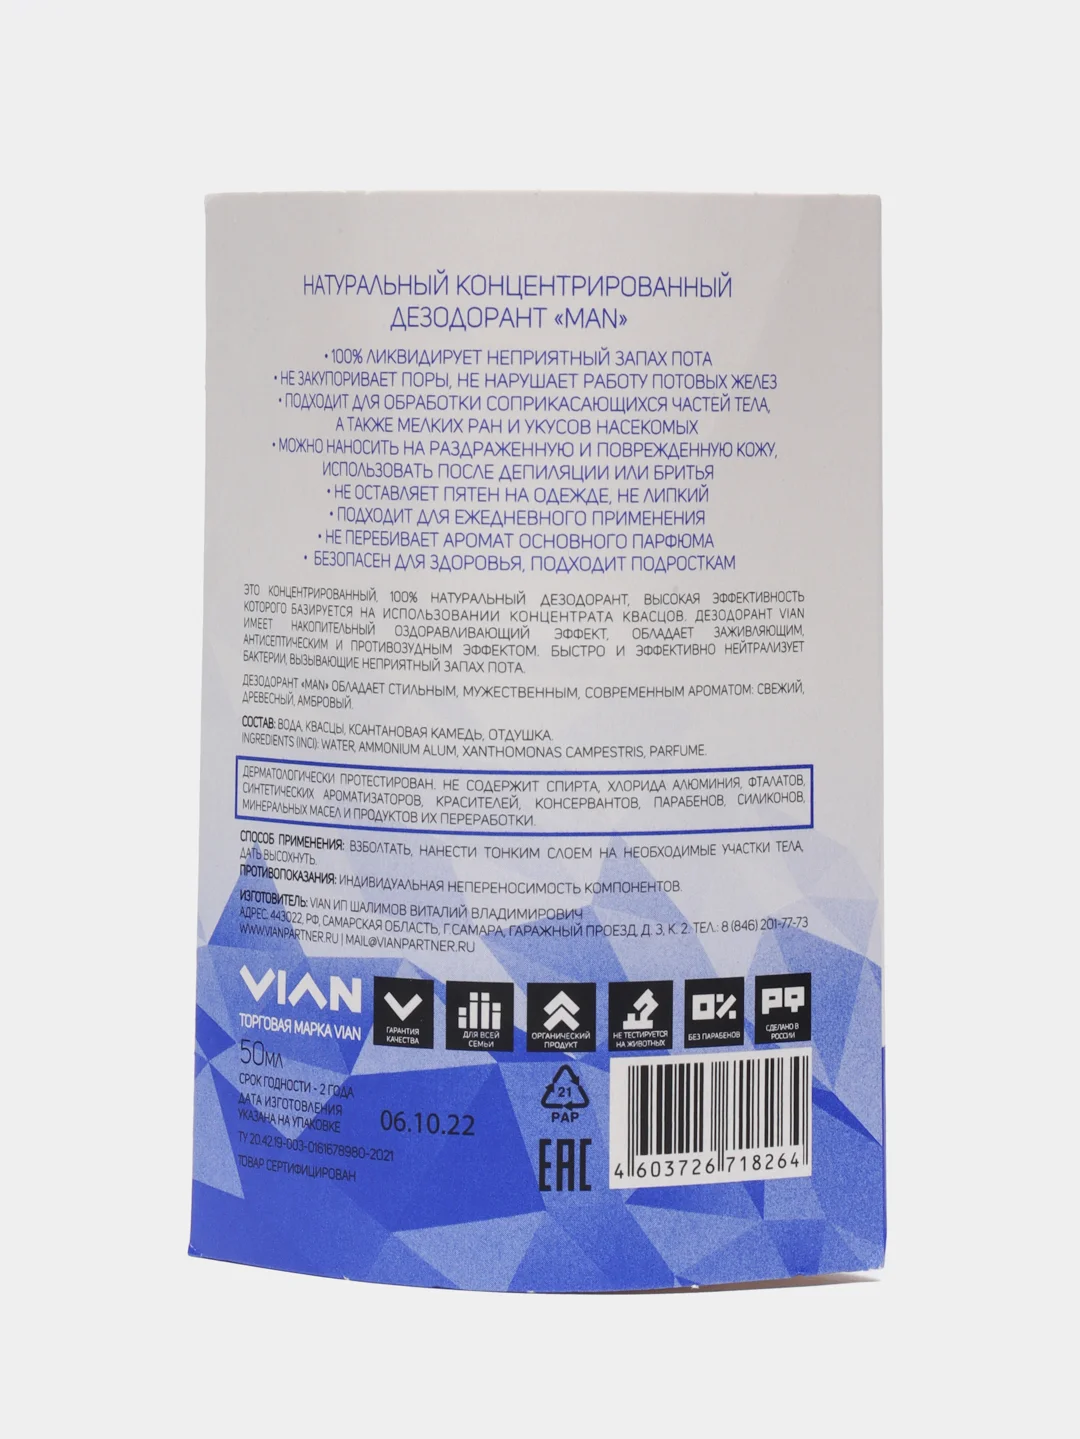 НАТУРАЛЬНЫЙ КОНЦЕНТРИРОВАННЫЙ
ДЕЗОДОРАНТ «MAN»
• 100% ЛИКВИДИРУЕТ НЕПРИЯТНЫЙ ЗАПАХ ПОТА
• НЕ ЗАКУПОРИВАЕТ ПОРЫ, НЕ НАРУШАЕТ РАБОТУ ПОТОВЫХ ЖЕЛЕЗ
• ПОДХОДИТ ДЛЯ ОБРАБОТКИ СОПРИКАСАЮЩИХСЯ ЧАСТЕЙ ТЕЛА,
А ТАКЖЕ МЕЛКИХ РАН И УКУСОВ НАСЕКОМЫХ
• МОЖНО НАНОСИТЬ НА РАЗДРАЖЕННУЮ И ПОВРЕЖДЕННУЮ КОЖУ,
ИСПОЛЬЗОВАТЬ ПОСЛЕ ДЕПИЛЯЦИИ ИЛИ БРИТЬЯ
• НЕ ОСТАВЛЯЕТ ПЯТЕН НА ОДЕЖДЕ, НЕ ЛИПКИЙ
• ПОДХОДИТ ДЛЯ ЕЖЕДНЕВНОГО ПРИМЕНЕНИЯ
• НЕ ПЕРЕБИВАЕТ АРОМАТ ОСНОВНОГО ПАРФЮМА
• БЕЗОПАСЕН ДЛЯ ЗДОРОВЬЯ, ПОДХОДИТ ПОДРОСТКАМ
ЭТО КОНЦЕНТРИРОВАННЫЙ, 100% НАТУРАЛЬНЫЙ ДЕЗОДОРАНТ, ВЫСОКАЯ ЭФФЕКТИВНОСТЬ
КОТОРОГО БАЗИРУЕТСЯ НА ИСПОЛЬЗОВАНИИ КОНЦЕНТРАТА КВАСЦОВ. ДЕЗОДОРАНТ VIAN
ИМЕЕТ НАКОПИТЕЛЬНЫЙ ОЗДОРАВЛИВАЮЩИЙ ЭФФЕКТ, ОБЛАДАЕТ ЗАЖИВЛЯЮЩИМ,
АНТИСЕПТИЧЕСКИМ И ПРОТИВОЗУДНЫМ ЭФФЕКТОМ. БЫСТРО И ЭФФЕКТИВНО НЕЙТРАЛИЗУЕТ
БАКТЕРИИ, ВЫЗЫВАЮЩИЕ НЕПРИЯТНЫЙ ЗАПАХ ПОТА.
ДЕЗОДОРАНТ «MAN» ОБЛАДАЕТ СТИЛЬНЫМ, МУЖЕСТВЕННЫМ, СОВРЕМЕННЫМ АРОМАТОМ: СВЕЖИЙ,
ДРЕВЕСНЫЙ, АМБРОВЫЙ.
СОСТАВ: ВОДА, КВАСЦЫ, КСАНТАНОВАЯ КАМЕДЬ, ОТДУШКА.
INGREDIENTS (INCI): WATER, AMMONIUM ALUM, XANTHOMONAS CAMPESTRIS, PARFUME.
ДЕРМАТОЛОГИЧЕСКИ ПРОТЕСТИРОВАН. НЕ СОДЕРЖИТ СПИРТА, ХЛОРИДА АЛЮМИНИЯ, ФТАЛАТОВ,
СИНТЕТИЧЕСКИХ АРОМАТИЗАТОРОВ, КРАСИТЕЛЕЙ, КОНСЕРВАНТОВ, ПАРАБЕНОВ, СИЛИКОНОВ,
МИНЕРАЛЬНЫХ МАСЕЛ И ПРОДУКТОВ ИХ ПЕРЕРАБОТКИ.
СПОСОБ ПРИМЕНЕНИЯ: ВЗБОЛТАТЬ, НАНЕСТИ ТОНКИМ СЛОЕМ НА НЕОБХОДИМЫЕ УЧАСТКИ ТЕЛА,
ДАТЬ ВЫСОХНУТЬ.
ПРОТИВОПОКАЗАНИЯ: ИНДИВИДУАЛЬНАЯ НЕПЕРЕНОСИМОСТЬ КОМПОНЕНТОВ.
ИЗГОТОВИТЕЛЬ: VIAN ИП ШАЛИМОВ ВИТАЛИЙ ВЛАДИМИРОВИЧ
АДРЕС: 443022, РФ, САМАРСКАЯ ОБЛАСТЬ, Г.САМАРА, ГАРАЖНЫЙ ПРОЕЗД, Д. 3, К. 2. ТЕЛ.: 8 (846) 201-77-73
WWW.VIANPARTNER.RU | MAIL@VIANPARTNER.RU
VIAN
ТОРГОВАЯ МАРКА VIAN
ГАРАНТИЯ
КАЧЕСТВА
ДЛЯ ВСЕЙ
СЕМЬИ
ОРГАНИЧЕСКИЙ
ПРОДУКТ
НЕ ТЕСТИРУЕТСЯ
НА ЖИВОТНЫХ
0%
БЕЗ ПАРАБЕНОВ
РФ
СДЕЛАНО В
РОССИИ
50МЛ
СРОК ГОДНОСТИ - 2 ГОДА
ДАТА ИЗГОТОВЛЕНИЯ
УКАЗАНА НА УПАКОВКЕ
06.10.22
ТУ 20.42.19-003-0161678980-2021
ТОВАР СЕРТИФИЦИРОВАН
21
PAP
EAC
4 603726 718264